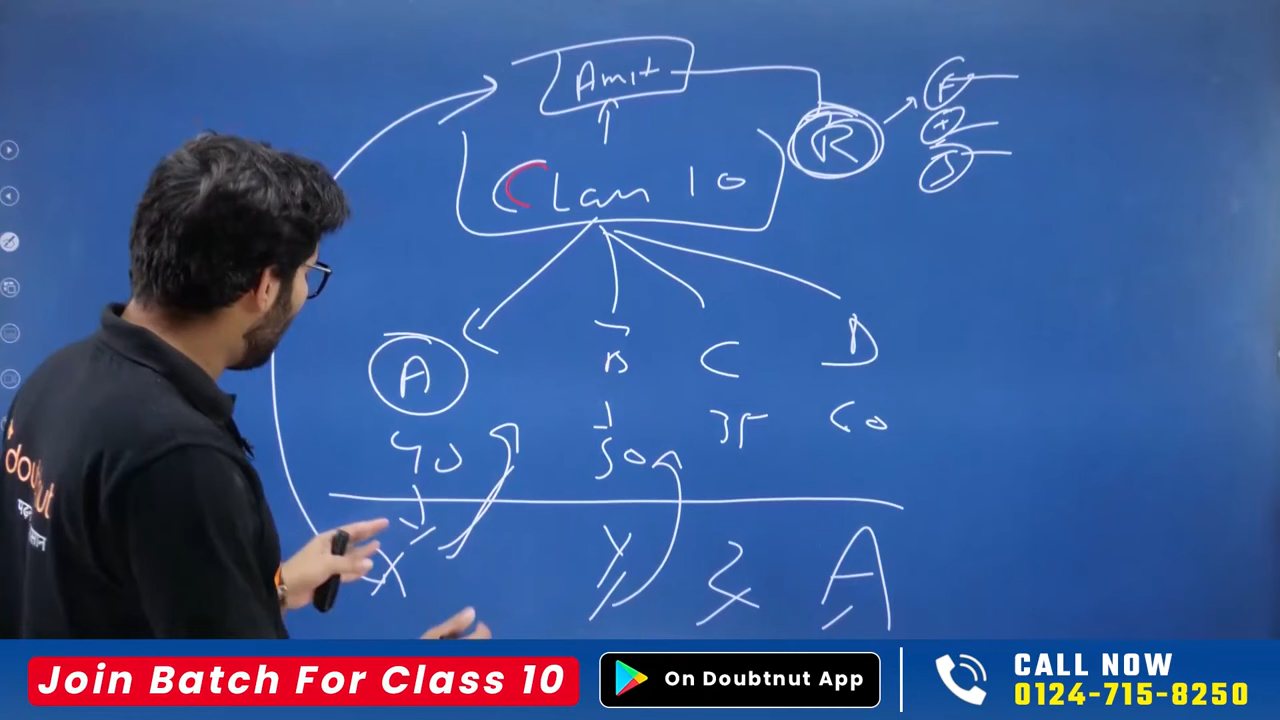 Amit
R
F
+
S
Class 10
A B C D
40 50 35 60
X Y Z A
doubtnut
Join Batch For Class 10
On Doubtnut App
CALL NOW
0124-715-8250